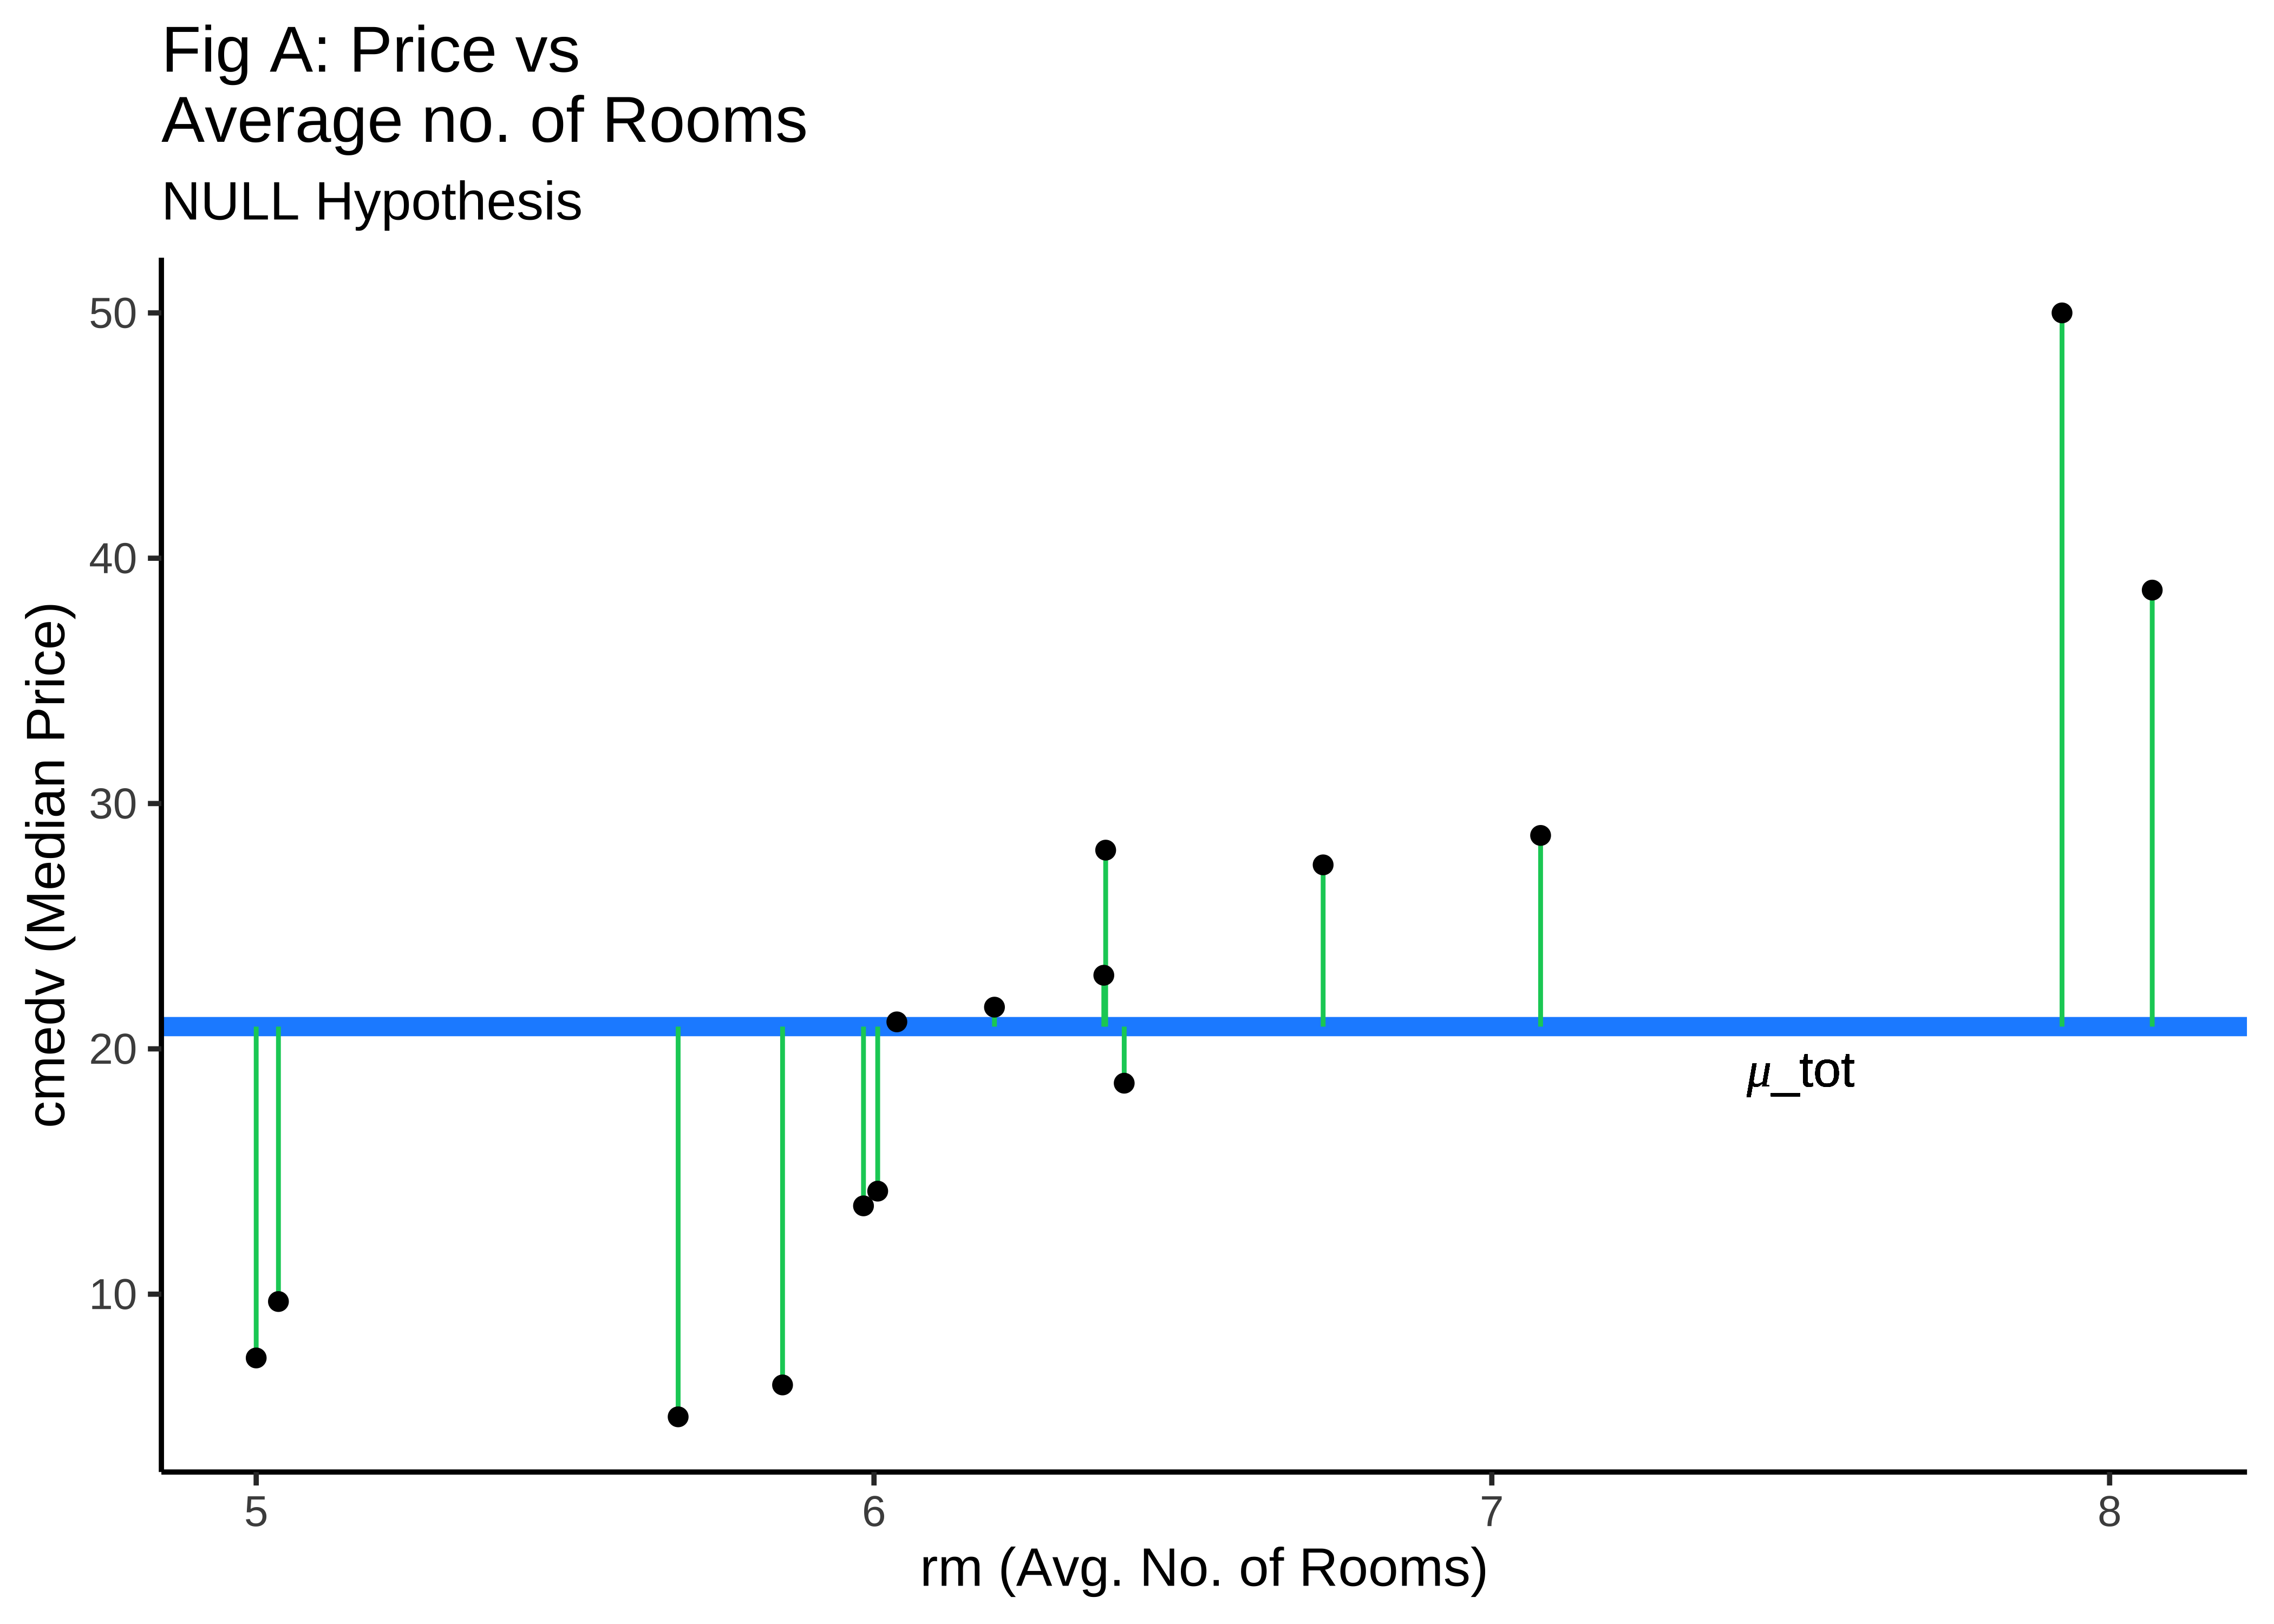 Fig A: Price vs
Average no. of Rooms
NULL Hypothesis
cmedv (Median Price)
50
40
30
20
10
μ_tot
5
6
7
8
rm (Avg. No. of Rooms)